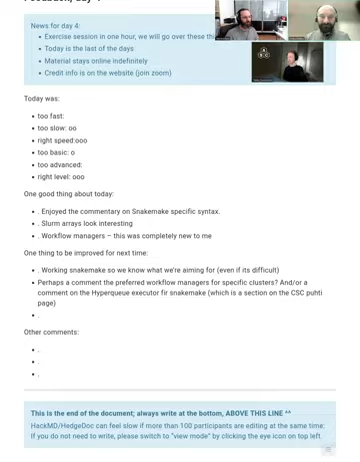 News for day 4:
• Exercise session in one hour, we will go over these
• Today is the last of the days
• Material stays online indefinitely
• Credit info is on the website (join zoom)
Today was:
• too fast:
• too slow: oo
• right speed:ooo
• too basic: o
• too advanced:
• right level: ooo
One good thing about today:
• . Enjoyed the commentary on Snakemake specific syntax.
• . Slurm arrays look interesting
• . Workflow managers – this was completely new to me
One thing to be improved for next time:
• . Working snakemake so we know what we're aiming for (even if its difficult)
• Perhaps a comment the preferred workflow managers for specific clusters? And/or a
comment on the Hyperqueue executor fir snakemake (which is a section on the CSC puhti
page)
• .
Other comments:
• .
• .
• .
This is the end of the document; always write at the bottom, ABOVE THIS LINE ^^
HackMD/HedgeDoc can feel slow if more than 100 participants are editing at the same time:
If you do not need to write, please switch to "view mode" by clicking the eye icon on top left.